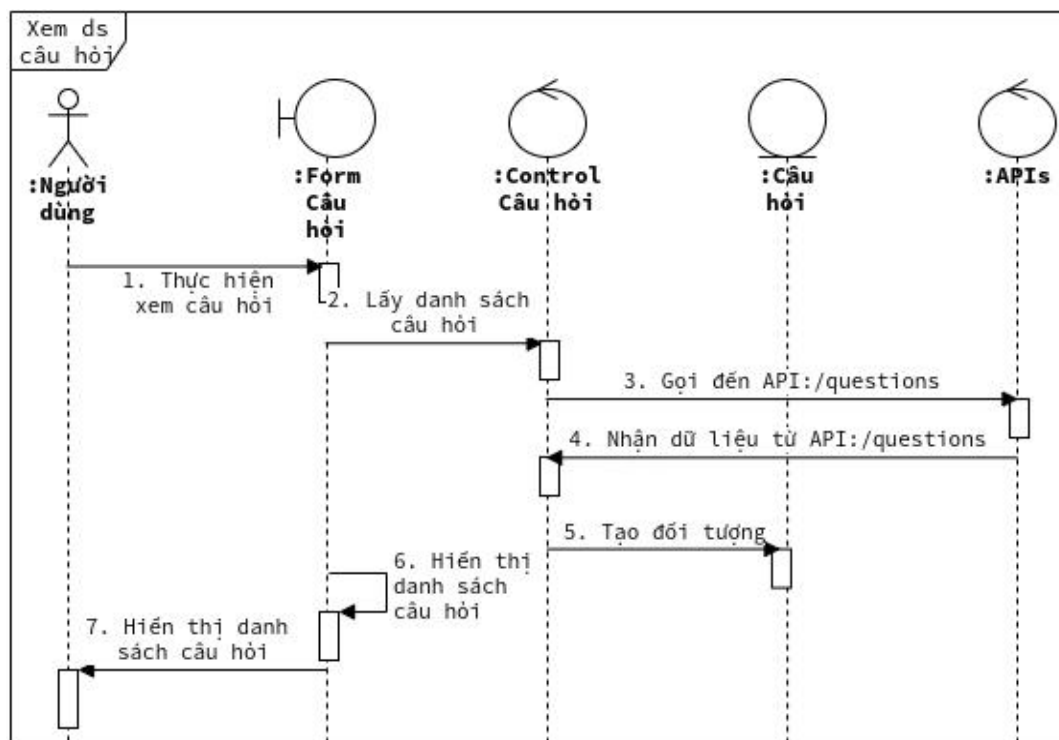 Xem ds
câu hỏi
:Người
dùng
:Form
Câu
hỏi
:Control
Câu hỏi
:Câu
hỏi
:APIs
1. Thực hiện
xem câu hỏi
2. Lấy danh sách
câu hỏi
3. Gọi đến API:/questions
4. Nhận dữ liệu từ API:/questions
5. Tạo đối tượng
6. Hiển thị
danh sách
câu hỏi
7. Hiển thị danh
sách câu hỏi